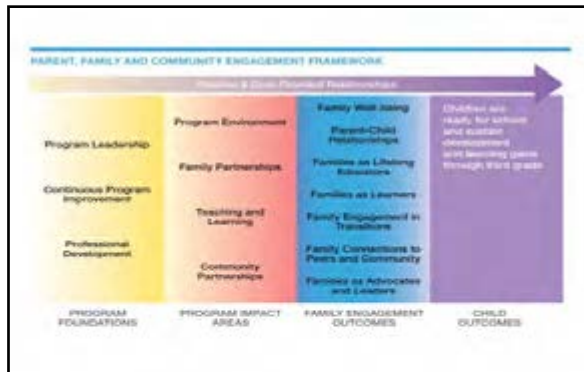 PARENT, FAMILY AND COMMUNITY ENGAGEMENT FRAMEWORK
Positive & Goal-Oriented Relationships
Program Leadership
Continuous Program
Improvement
Professional
Development
PROGRAM
FOUNDATIONS
Program Environment
Family Partnerships
Teaching and
Learning
Community
Partnerships
PROGRAM IMPACT
AREAS
Family Well-being
Parent-Child
Relationships
Families as Lifelong
Educators
Families as Learners
Family Engagement in
Transitions
Family Connections to
Peers and Community
Families as Advocates
and Leaders
FAMILY ENGAGEMENT
OUTCOMES
Children are
ready for school
and sustain
development
and learning gains
through third grade
CHILD
OUTCOMES